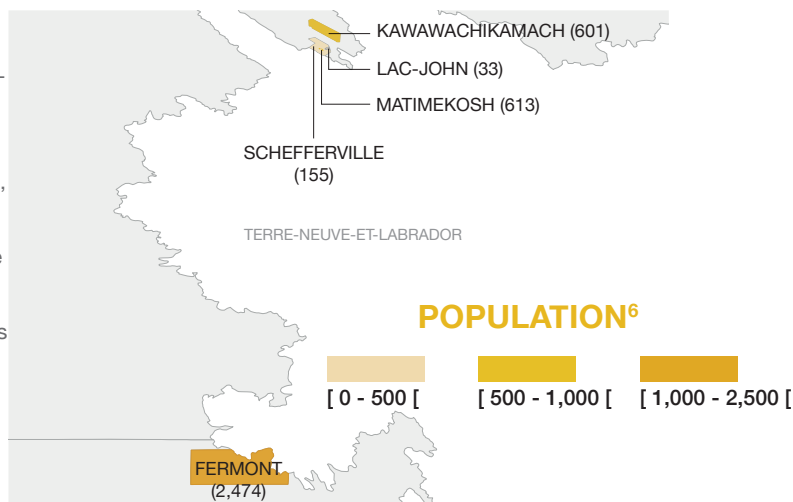 KAWAWACHIKAMACH (601)
LAC-JOHN (33)
MATIMEKOSH (613)
SCHEFFERVILLE
(155)
TERRE-NEUVE-ET-LABRADOR
POPULATION⁶
[ 0 - 500 [
[ 500 - 1,000 [
[ 1,000 - 2,500 [
FERMONT
(2,474)